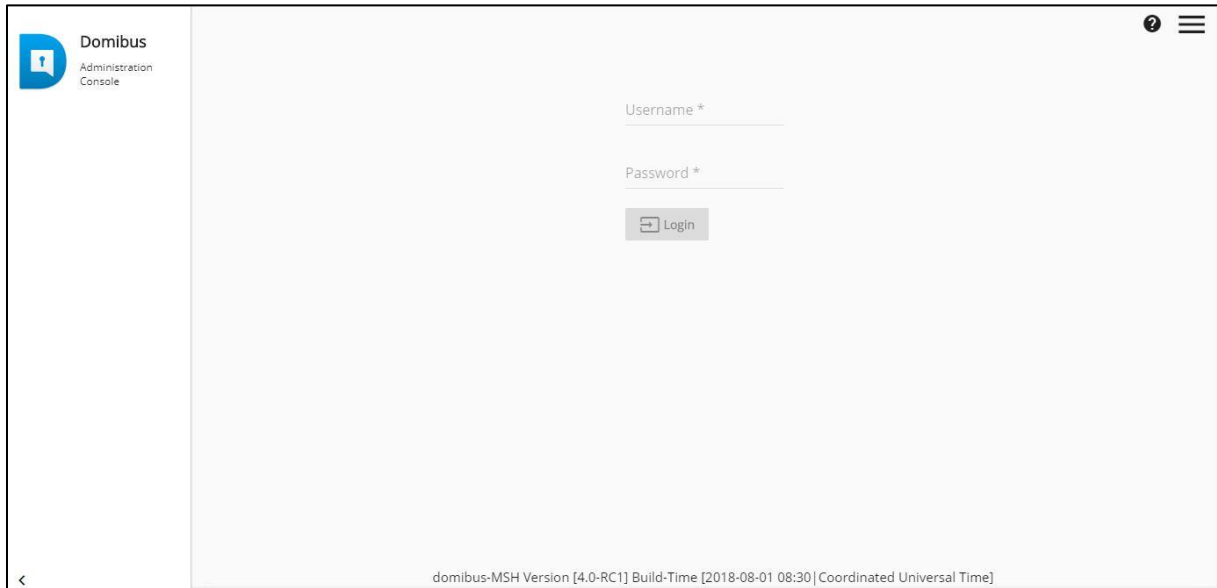 Domibus
Administration
Console
Username *
Password *
Login
domibus-MSH Version [4.0-RC1] Build-Time [2018-08-01 08:30|Coordinated Universal Time]